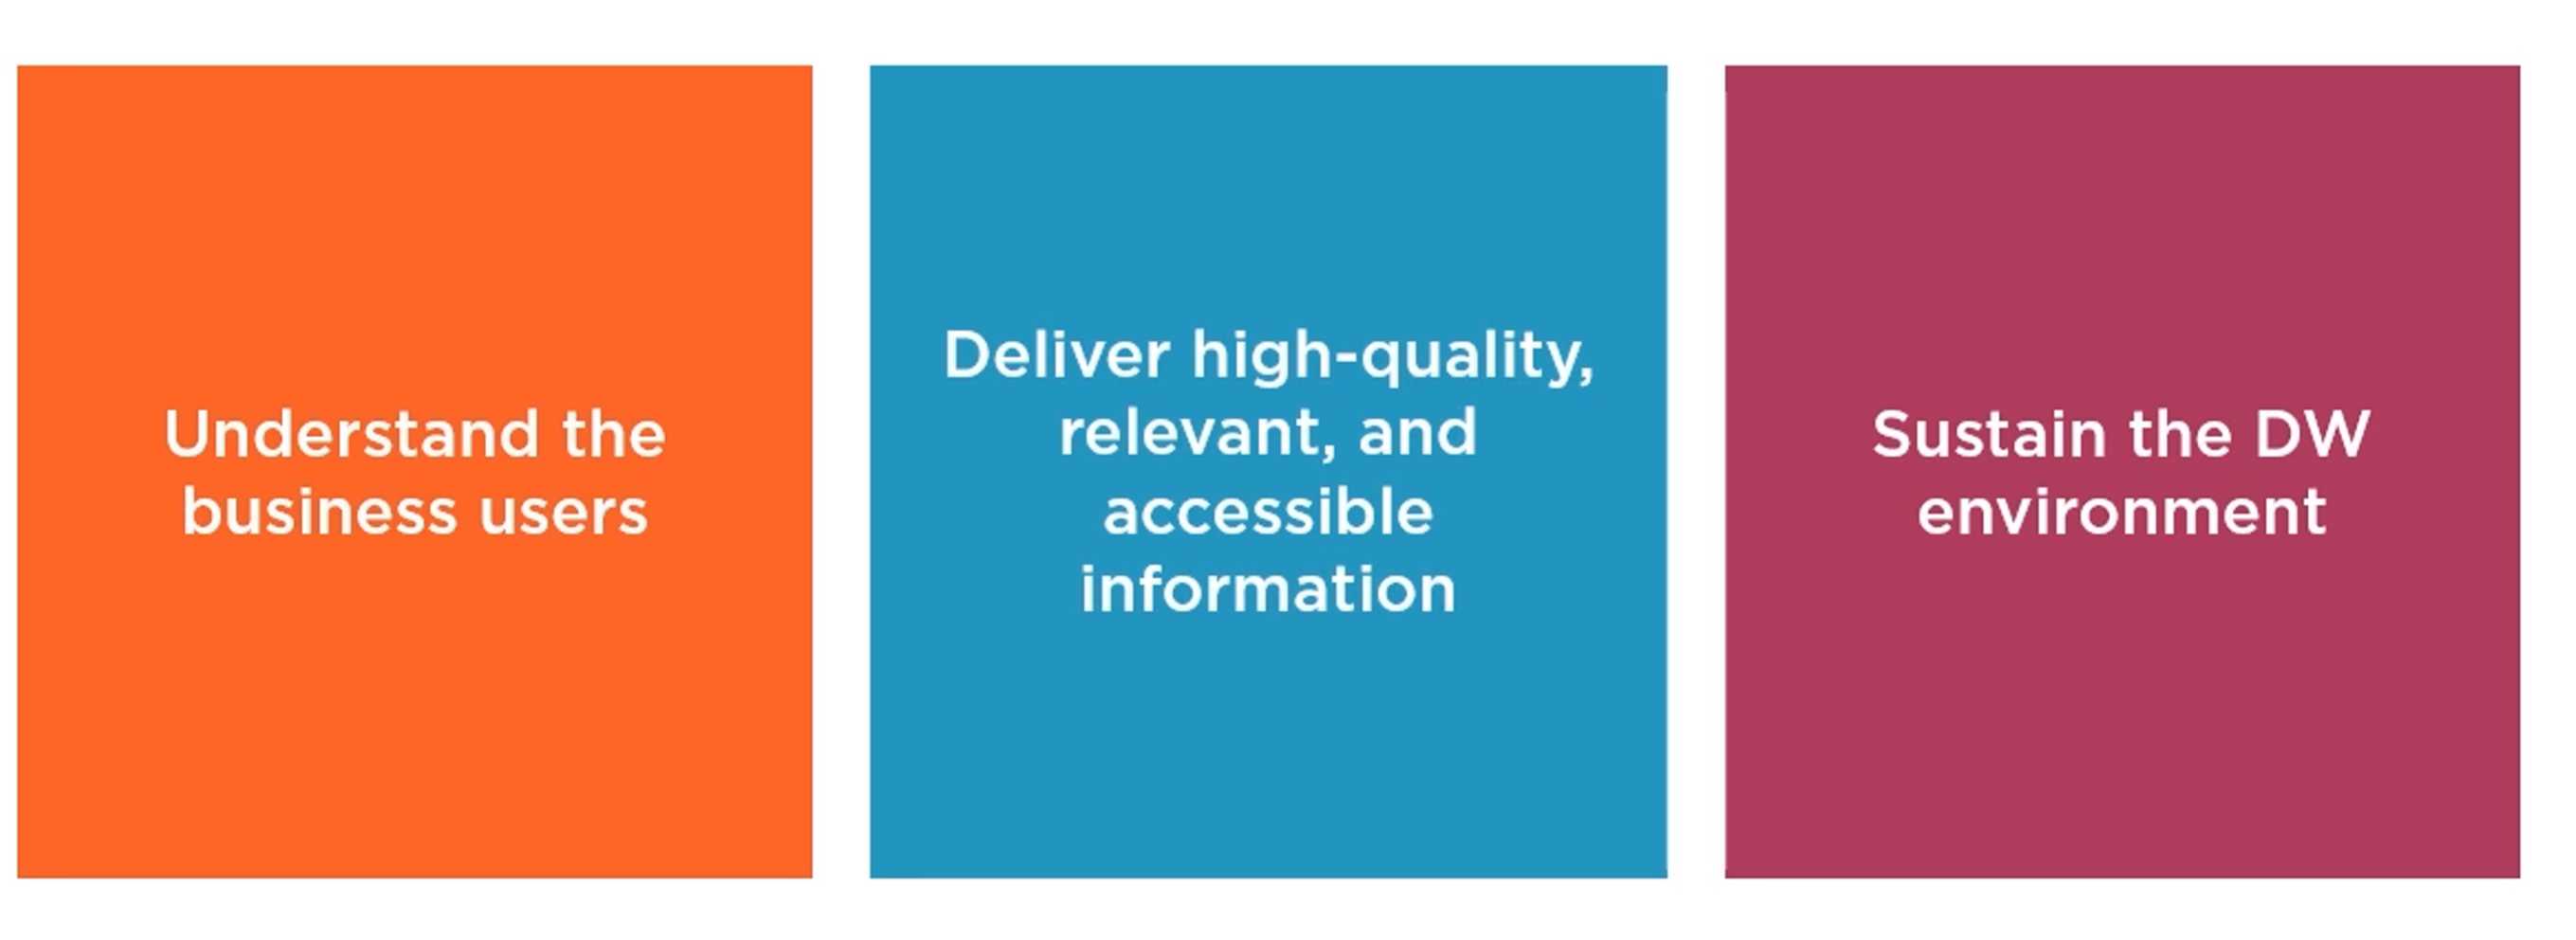 Understand the
business users
Deliver high-quality,
relevant, and
accessible
information
Sustain the DW
environment